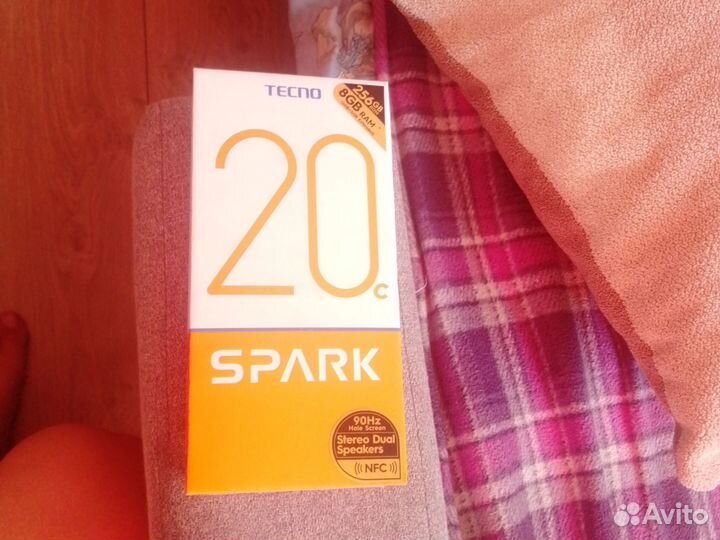 TECNO
256GB
8GB RAM
20c
SPARK
90Hz
Hole Screen
Stereo Dual
Speakers
NFC
Avito